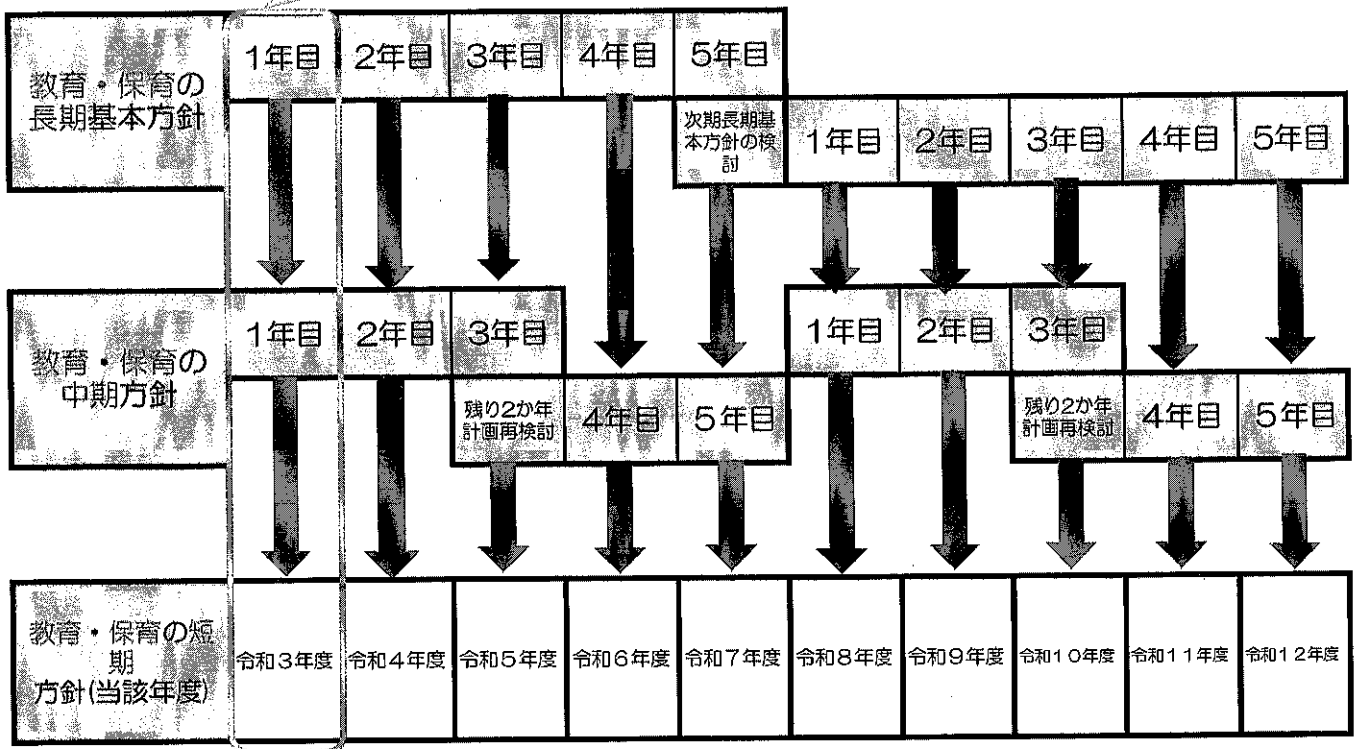 教育・保育の
長期基本方針
1年目
2年目
3年目
4年目
5年目
次期長期基
本方針の検
討
1年目
2年目
3年目
4年目
5年目
教育・保育の
中期方針
1年目
2年目
3年目
残り2か年
計画再検討
4年目
5年目
1年目
2年目
3年目
残り2か年
計画再検討
4年目
5年目
教育・保育の短
期
方針(当該年度)
令和3年度
令和4年度
令和5年度
令和6年度
令和7年度
令和8年度
令和9年度
令和10年度
令和11年度
令和12年度